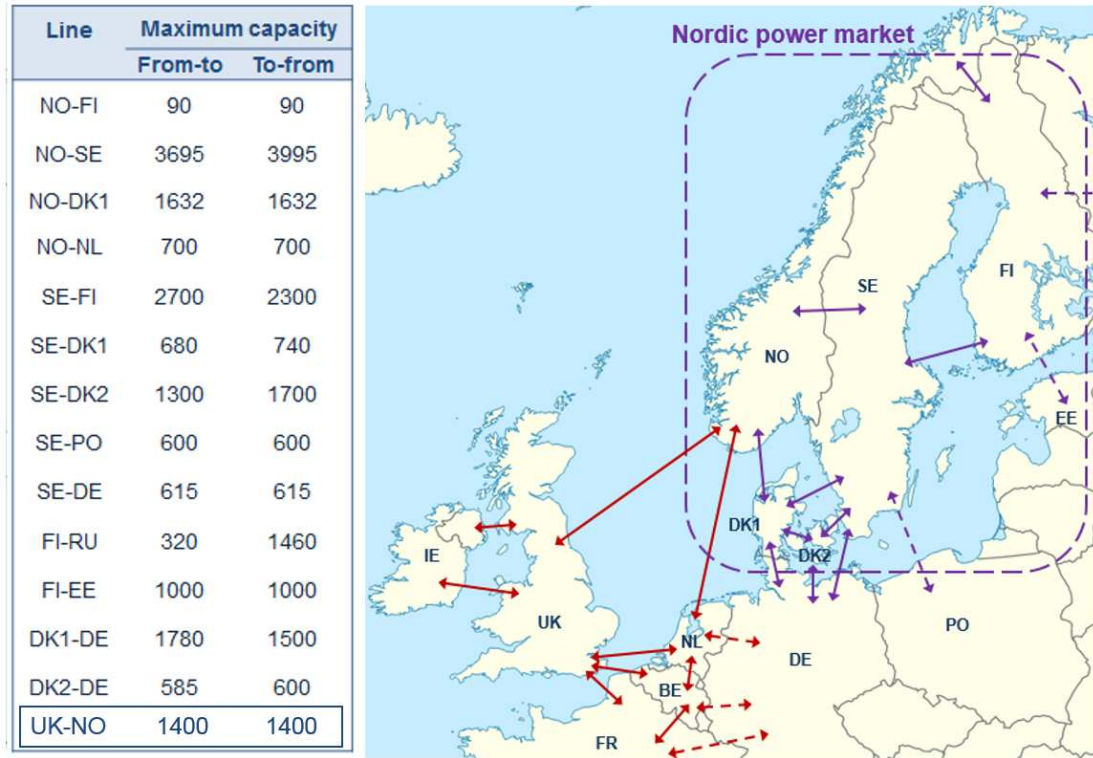 Line Maximum capacity
From-to To-from
NO-FI 90 90
NO-SE 3695 3995
NO-DK1 1632 1632
NO-NL 700 700
SE-FI 2700 2300
SE-DK1 680 740
SE-DK2 1300 1700
SE-PO 600 600
SE-DE 615 615
FI-RU 320 1460
FI-EE 1000 1000
DK1-DE 1780 1500
DK2-DE 585 600
UK-NO 1400 1400
Nordic power market
SE
FI
NO
EE
DK1
DK2
IE
UK
NL
PO
DE
BE
FR